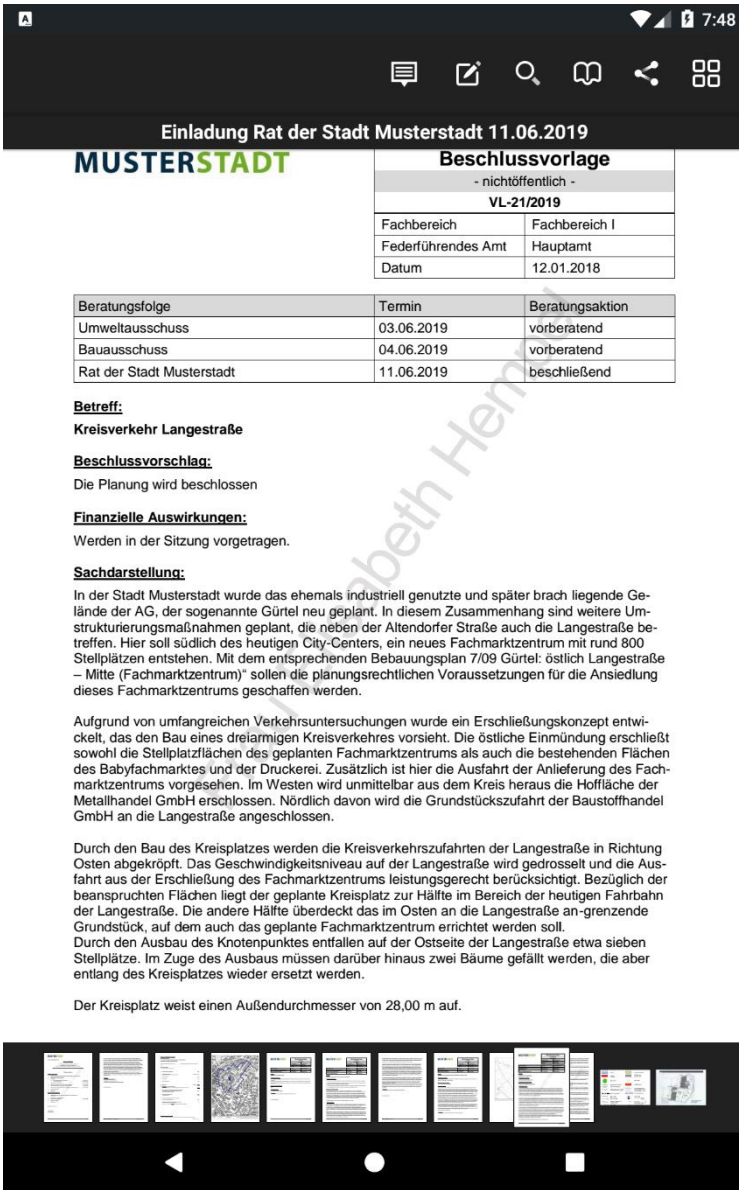 A
7:48
Einladung Rat der Stadt Musterstadt 11.06.2019
MUSTERSTADT
Beschlussvorlage
- nichtöffentlich -
VL-21/2019
Fachbereich Fachbereich I
Federführendes Amt Hauptamt
Datum 12.01.2018
Beratungsfolge Termin Beratungsaktion
Umweltausschuss 03.06.2019 vorberatend
Bauausschuss 04.06.2019 vorberatend
Rat der Stadt Musterstadt 11.06.2019 beschließend
Betreff:
Kreisverkehr Langestraße
Beschlussvorschlag:
Die Planung wird beschlossen
Finanzielle Auswirkungen:
Werden in der Sitzung vorgetragen.
Sachdarstellung:
In der Stadt Musterstadt wurde das ehemals industriell genutzte und später brach liegende Ge-
lände der AG, der sogenannte Gürtel neu geplant. In diesem Zusammenhang sind weitere Um-
strukturierungsmaßnahmen geplant, die neben der Altendorfer Straße auch die Langestraße be-
treffen. Hier soll südlich des heutigen City-Centers, ein neues Fachmarktzentrum mit rund 800
Stellplätzen entstehen. Mit dem entsprechenden Bebauungsplan 7/09 Gürtel: östlich Langestraße
– Mitte (Fachmarktzentrum)“ sollen die planungsrechtlichen Voraussetzungen für die Ansiedlung
dieses Fachmarktzentrums geschaffen werden.
Aufgrund von umfangreichen Verkehrsuntersuchungen wurde ein Erschließungskonzept entwi-
ckelt, das den Bau eines dreiarmigen Kreisverkehres vorsieht. Die östliche Einmündung erschließt
sowohl die Stellplatzflächen des geplanten Fachmarktzentrums als auch die bestehenden Flächen
des Babyfachmarktes und der Druckerei. Zusätzlich ist hier die Ausfahrt der Anlieferung des Fach-
marktzentrums vorgesehen. Im Westen wird unmittelbar aus dem Kreis heraus die Hoffläche der
Metallhandel GmbH erschlossen. Nördlich davon wird die Grundstückszufahrt der Baustoffhandel
GmbH an die Langestraße angeschlossen.
Durch den Bau des Kreisplatzes werden die Kreisverkehrszufahrten der Langestraße in Richtung
Osten abgekröpft. Das Geschwindigkeitsniveau auf der Langestraße wird gedrosselt und die Aus-
fahrt aus der Erschließung des Fachmarktzentrums leistungsgerecht berücksichtigt. Bezüglich der
beanspruchten Flächen liegt der geplante Kreisplatz zur Hälfte im Bereich der heutigen Fahrbahn
der Langestraße. Die andere Hälfte überdeckt das im Osten an die Langestraße an-grenzende
Grundstück, auf dem auch das geplante Fachmarktzentrum errichtet werden soll.
Durch den Ausbau des Knotenpunktes entfallen auf der Ostseite der Langestraße etwa sieben
Stellplätze. Im Zuge des Ausbaus müssen darüber hinaus zwei Bäume gefällt werden, die aber
entlang des Kreisplatzes wieder ersetzt werden.
Der Kreisplatz weist einen Außendurchmesser von 28,00 m auf.
Frau Elisabeth Hempel